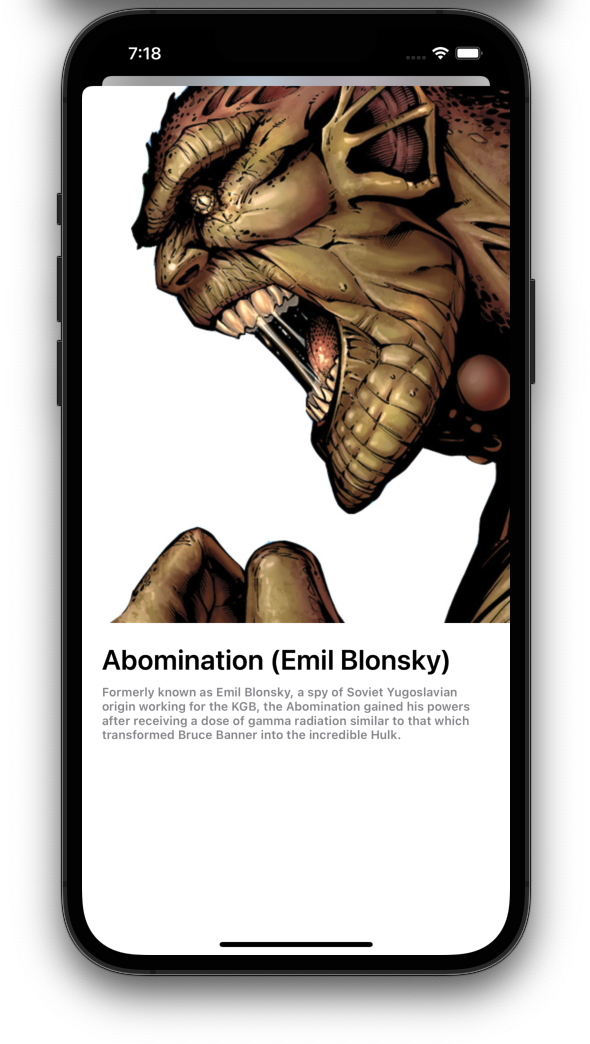 7:18
Abomination (Emil Blonsky)
Formerly known as Emil Blonsky, a spy of Soviet Yugoslavian
origin working for the KGB, the Abomination gained his powers
after receiving a dose of gamma radiation similar to that which
transformed Bruce Banner into the incredible Hulk.